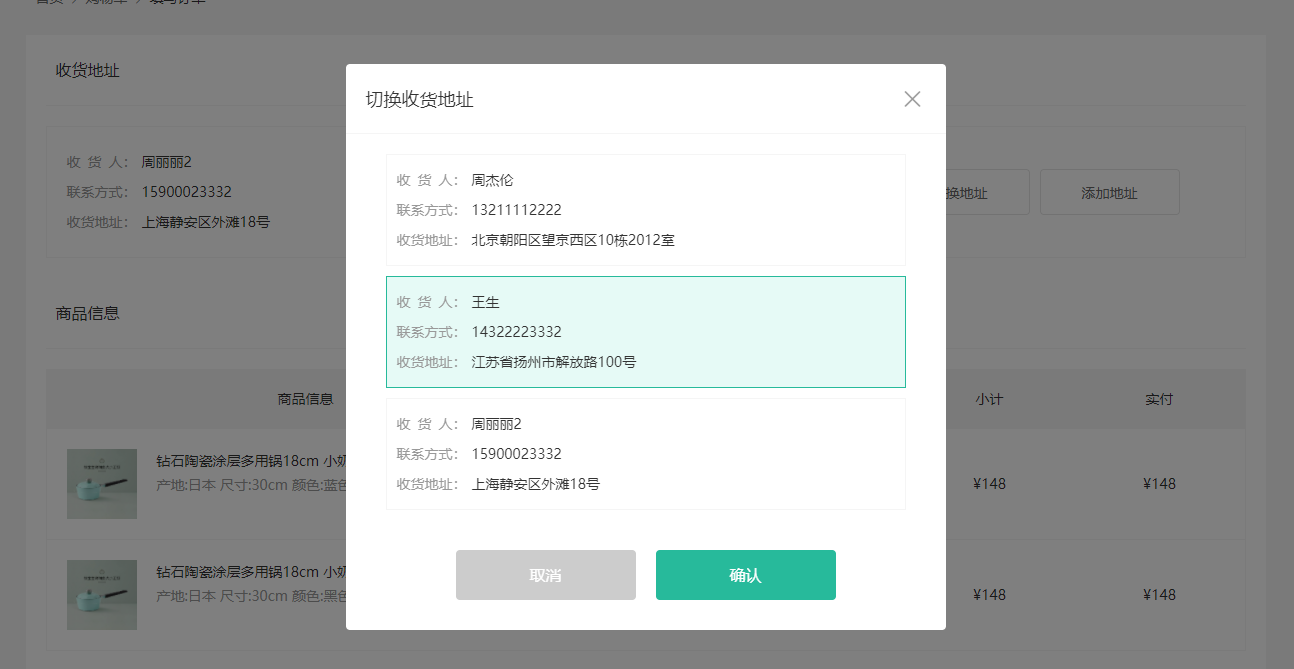 首页 / 购物车 / 填写订单
收货地址
收 货 人： 周丽丽2
联系方式： 15900023332
收货地址： 上海静安区外滩18号
换地址
添加地址
切换收货地址
收 货 人： 周杰伦
联系方式： 13211112222
收货地址： 北京朝阳区望京西区10栋2012室
收 货 人： 王生
联系方式： 14322223332
收货地址： 江苏省扬州市解放路100号
收 货 人： 周丽丽2
联系方式： 15900023332
收货地址： 上海静安区外滩18号
取消
确认
商品信息
商品信息 小计 实付
钻石陶瓷涂层多用锅18cm 小奶
产地:日本 尺寸:30cm 颜色:蓝色
¥148 ¥148
钻石陶瓷涂层多用锅18cm 小奶
产地:日本 尺寸:30cm 颜色:黑色
¥148 ¥148